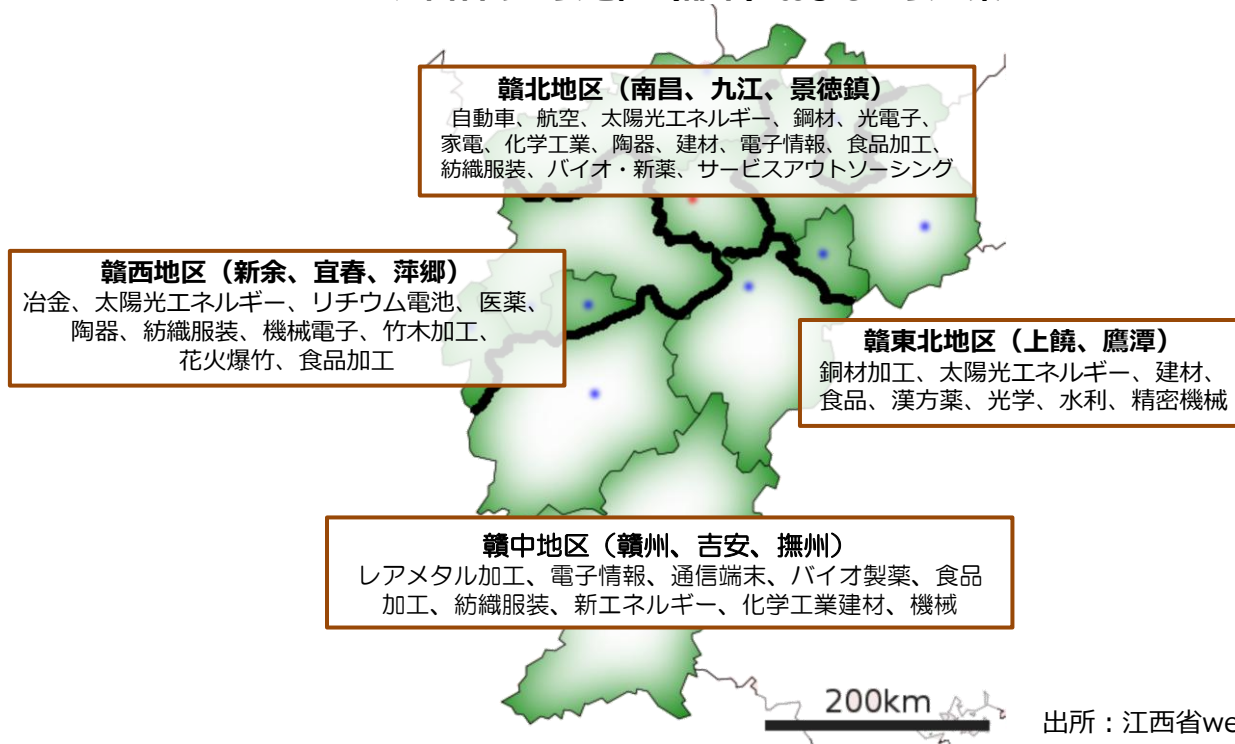 贛北地区（南昌、九江、景徳鎮）
自動車、航空、太陽光エネルギー、鋼材、光電子、
家電、化学工業、陶器、建材、電子情報、食品加工、
紡織服装、バイオ・新薬、サービスアウトソーシング
贛西地区（新余、宜春、萍郷）
冶金、太陽光エネルギー、リチウム電池、医薬、
陶器、紡織服装、機械電子、竹木加工、
花火爆竹、食品加工
贛東北地区（上饒、鷹潭）
銅材加工、太陽光エネルギー、建材、
食品、漢方薬、光学、水利、精密機械
贛中地区（贛州、吉安、撫州）
レアメタル加工、電子情報、通信端末、バイオ製薬、食品
加工、紡織服装、新エネルギー、化学工業建材、機械
200km
出所：江西省we